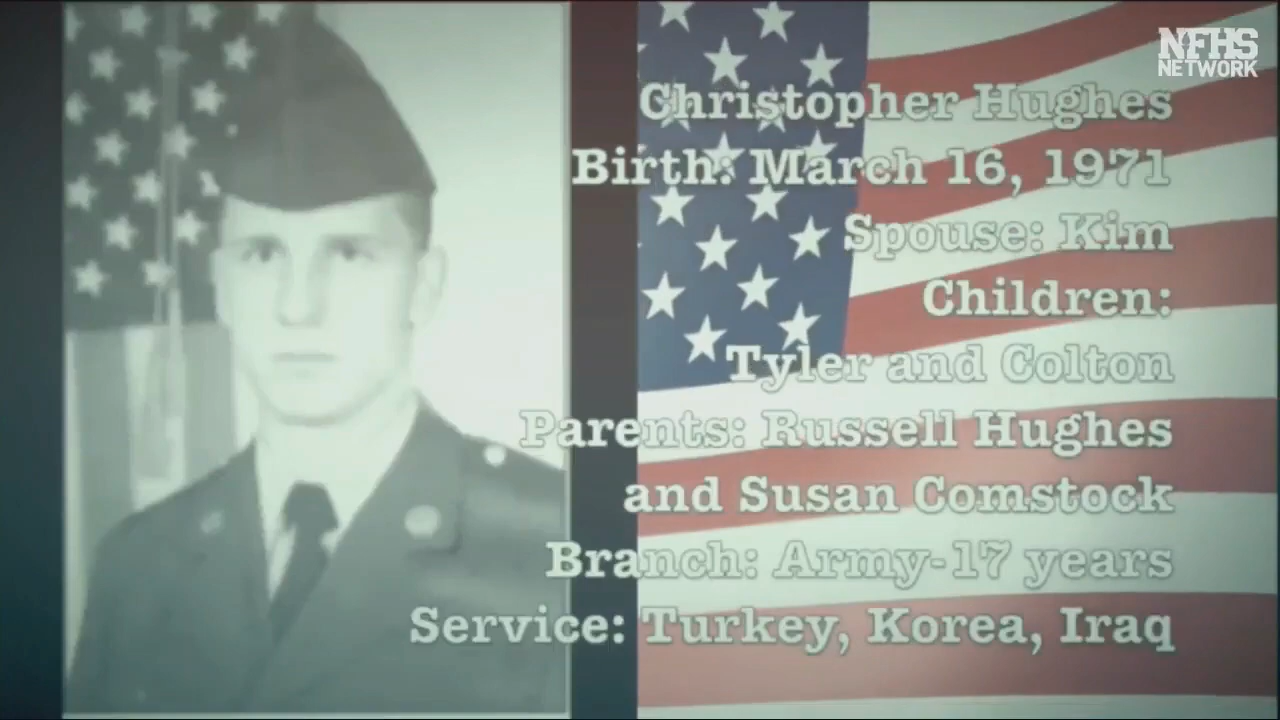 NFHS
NETWORK
Christopher Hughes
Birth: March 16, 1971
Spouse: Kim
Children:
Tyler and Colton
Parents: Russell Hughes
and Susan Comstock
Branch: Army-17 years
Service: Turkey, Korea, Iraq